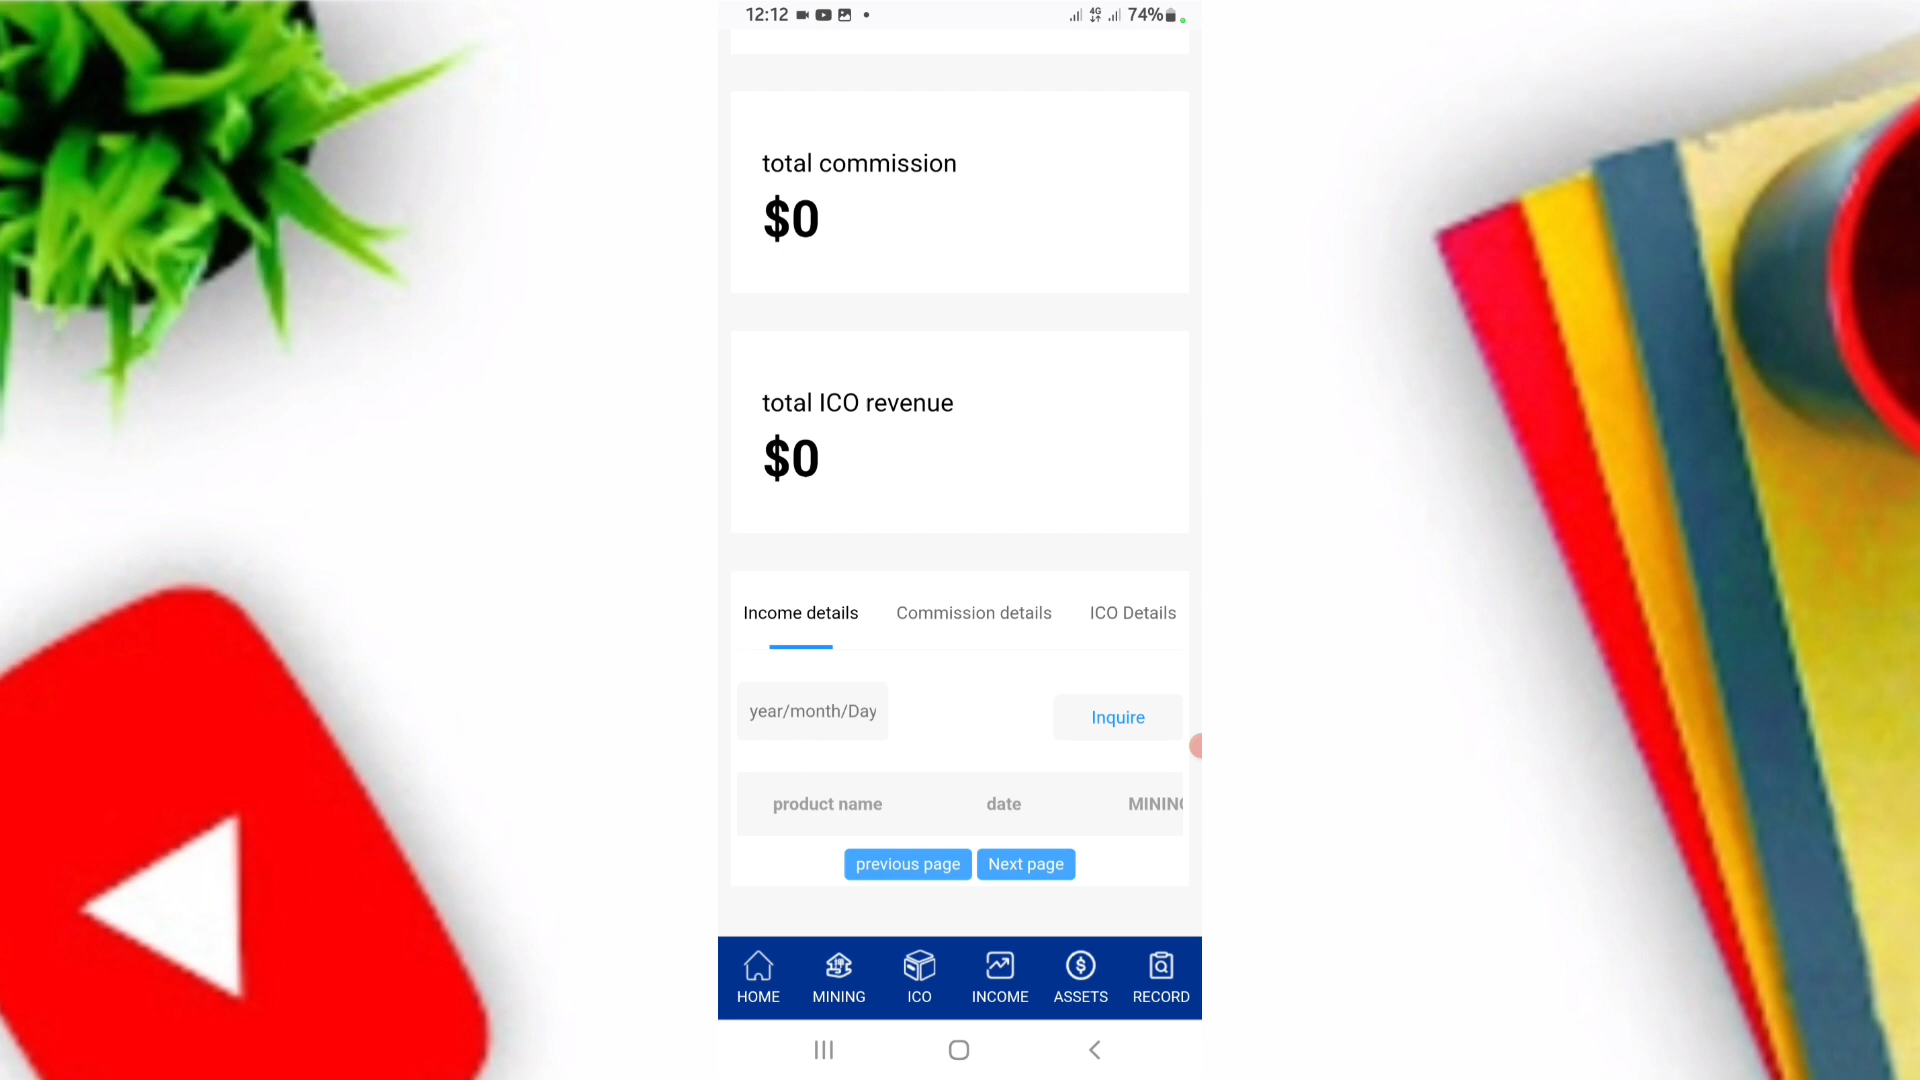 12:12 4G 74%
total commission
$0
total ICO revenue
$0
Income details Commission details ICO Details
year/month/Day Inquire
product name date MINING
previous page Next page
HOME MINING ICO INCOME ASSETS RECORD